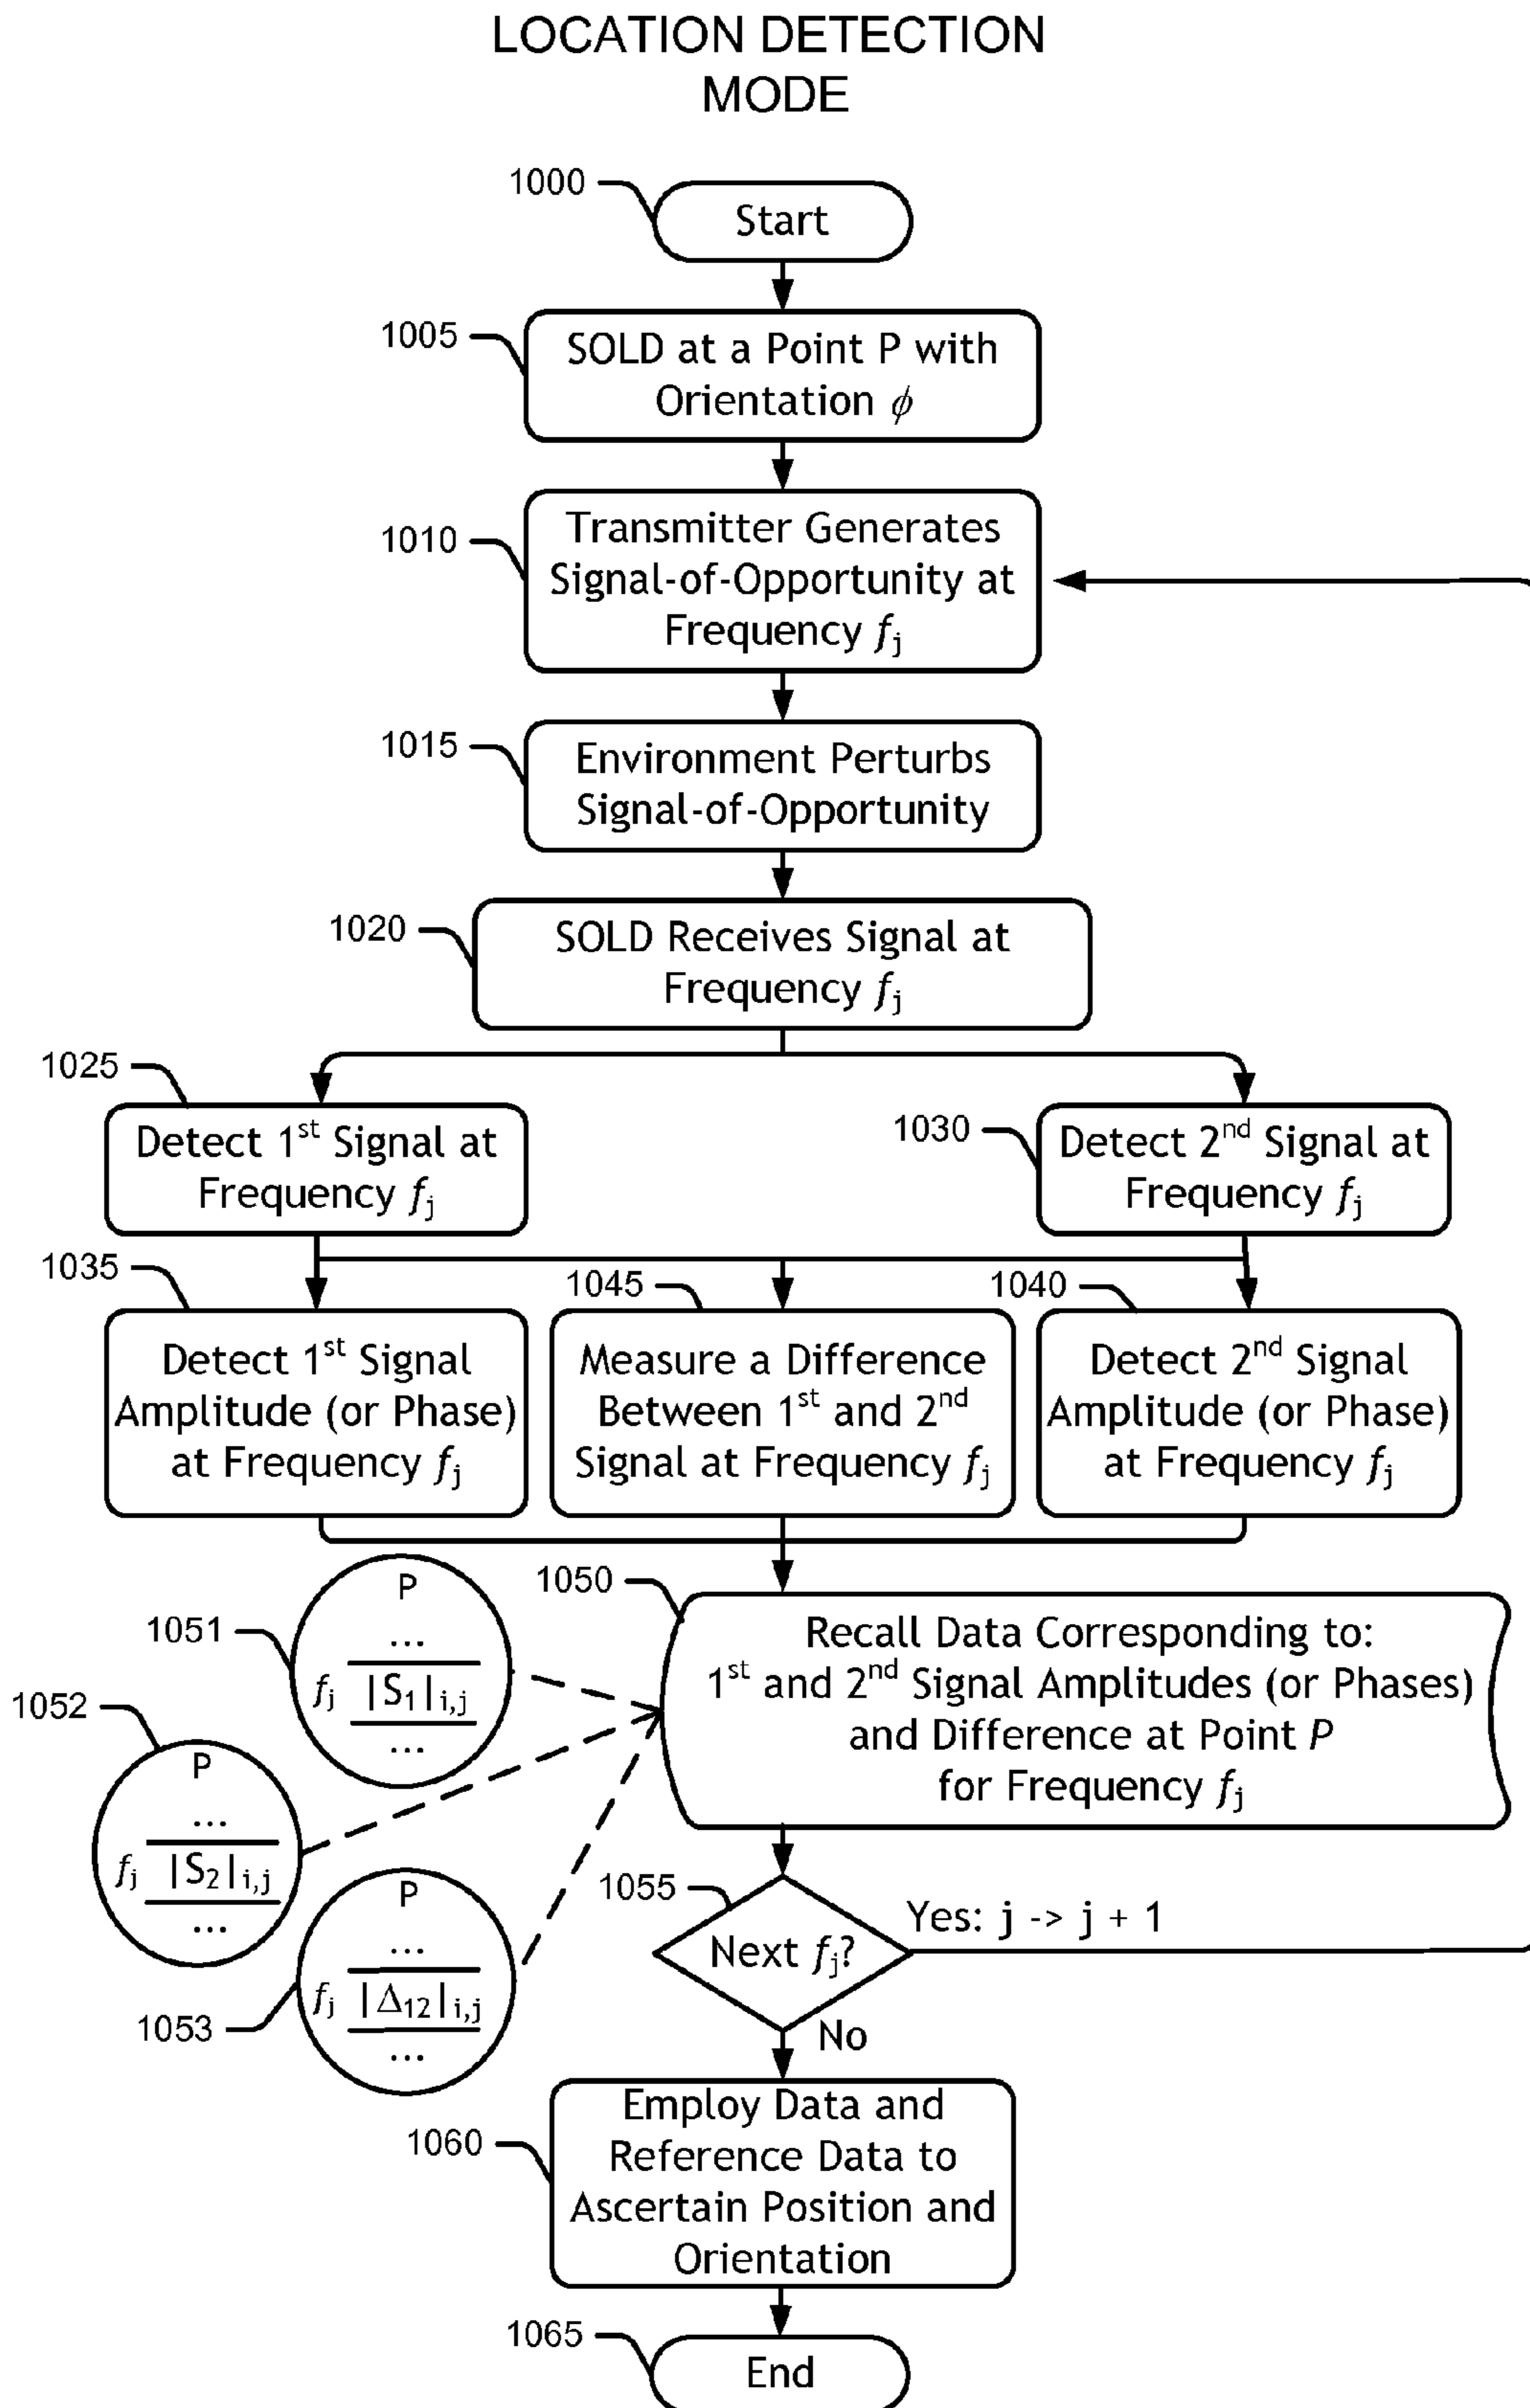 LOCATION DETECTION
MODE
1000
Start
1005
SOLD at a Point P with
Orientation ϕ
1010
Transmitter Generates
Signal-of-Opportunity at
Frequency fj
1015
Environment Perturbs
Signal-of-Opportunity
1020
SOLD Receives Signal at
Frequency fj
1025
Detect 1st Signal at
Frequency fj
1030
Detect 2nd Signal at
Frequency fj
1035
Detect 1st Signal
Amplitude (or Phase)
at Frequency fj
1045
Measure a Difference
Between 1st and 2nd
Signal at Frequency fj
1040
Detect 2nd Signal
Amplitude (or Phase)
at Frequency fj
1050
Recall Data Corresponding to:
1st and 2nd Signal Amplitudes (or Phases)
and Difference at Point P
for Frequency fj
1051
P
...
fj |S1|i,j
...
1052
P
...
fj |S2|i,j
...
1053
P
...
fj |Δ12|i,j
...
1055
Next fj?
Yes: j -> j + 1
No
1060
Employ Data and
Reference Data to
Ascertain Position and
Orientation
1065
End